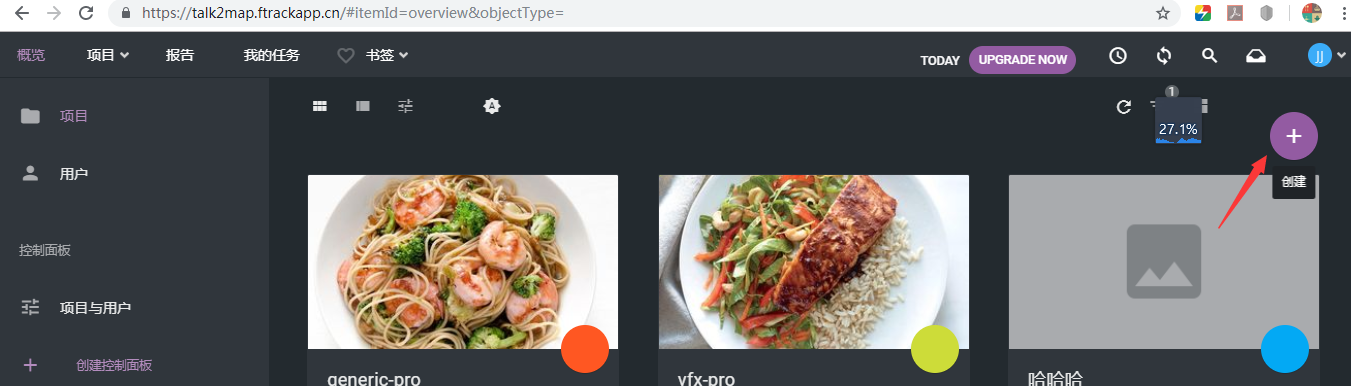 https://talk2map.ftrackapp.cn/#itemId=overview&objectType=
概览 项目 报告 我的任务 书签 TODAY UPGRADE NOW JJ
项目
用户
控制面板
项目与用户
创建控制面板
A
1
27.1%
创建
generic-pro
vfx-pro
哈哈哈